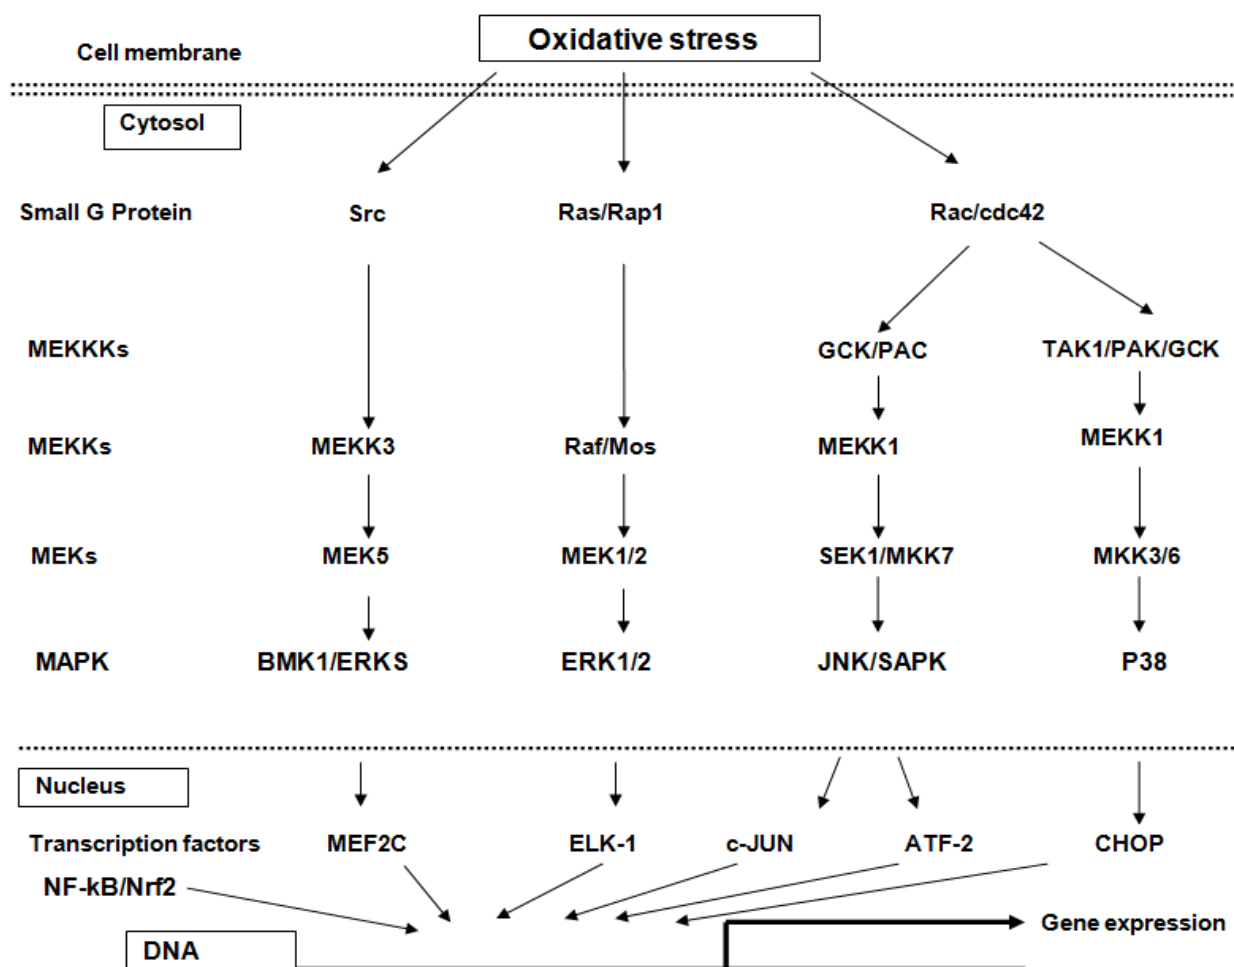 Oxidative stress
Cell membrane
Cytosol
Small G Protein Src Ras/Rap1 Rac/cdc42
MEKKKs GCK/PAC TAK1/PAK/GCK
MEKKs MEKK3 Raf/Mos MEKK1 MEKK1
MEKs MEK5 MEK1/2 SEK1/MKK7 MKK3/6
MAPK BMK1/ERKS ERK1/2 JNK/SAPK P38
Nucleus
Transcription factors MEF2C ELK-1 c-JUN ATF-2 CHOP
NF-kB/Nrf2
Gene expression
DNA